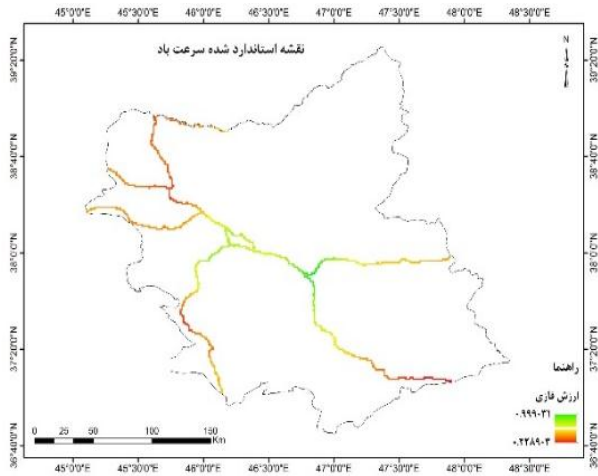 45°0'0"E 45°30'0"E 46°0'0"E 46°30'0"E 47°0'0"E 47°30'0"E 48°0'0"E 48°30'0"E
نقشه استاندارد شده سرعت باد
N
39°20'0"N 39°20'0"N
38°40'0"N 38°40'0"N
38°0'0"N 38°0'0"N
37°20'0"N 37°20'0"N
36°40'0"N 36°40'0"N
راهنما
ارزش فازی
۰.۹۹۹۰۳۱
۰.۲۳۸۹۰۳
0 25 50 100 150
Km
45°0'0"E 45°30'0"E 46°0'0"E 46°30'0"E 47°0'0"E 47°30'0"E 48°0'0"E 48°30'0"E